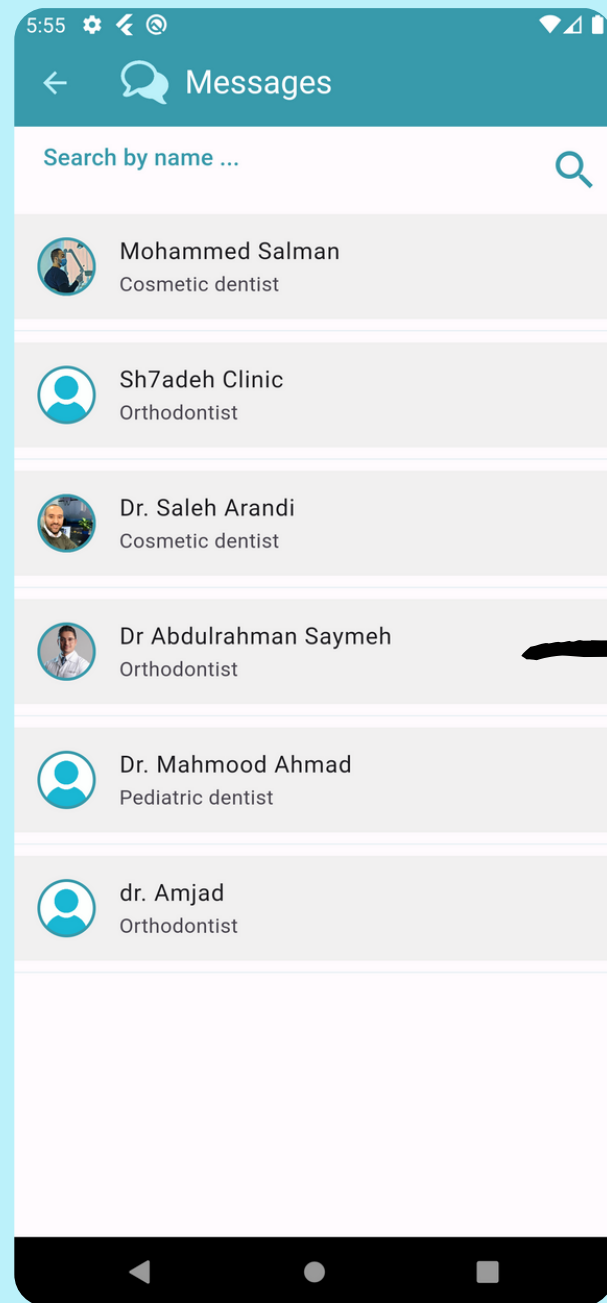 5:55
Messages
Search by name ...
Mohammed Salman
Cosmetic dentist
Sh7adeh Clinic
Orthodontist
Dr. Saleh Arandi
Cosmetic dentist
Dr Abdulrahman Saymeh
Orthodontist
Dr. Mahmood Ahmad
Pediatric dentist
dr. Amjad
Orthodontist